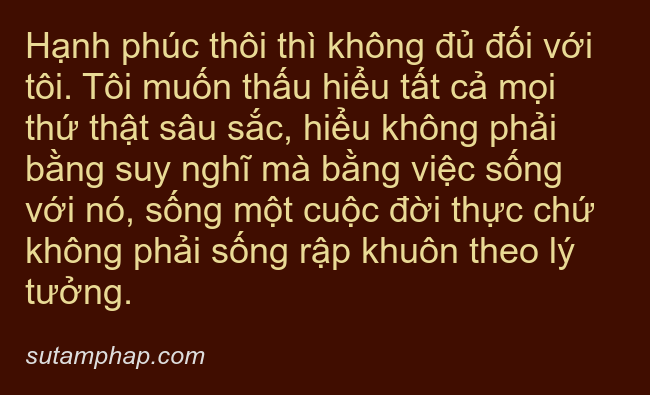 Hạnh phúc thôi thì không đủ đối với
tôi. Tôi muốn thấu hiểu tất cả mọi
thứ thật sâu sắc, hiểu không phải
bằng suy nghĩ mà bằng việc sống
với nó, sống một cuộc đời thực chứ
không phải sống rập khuôn theo lý
tưởng.
sutamphap.com